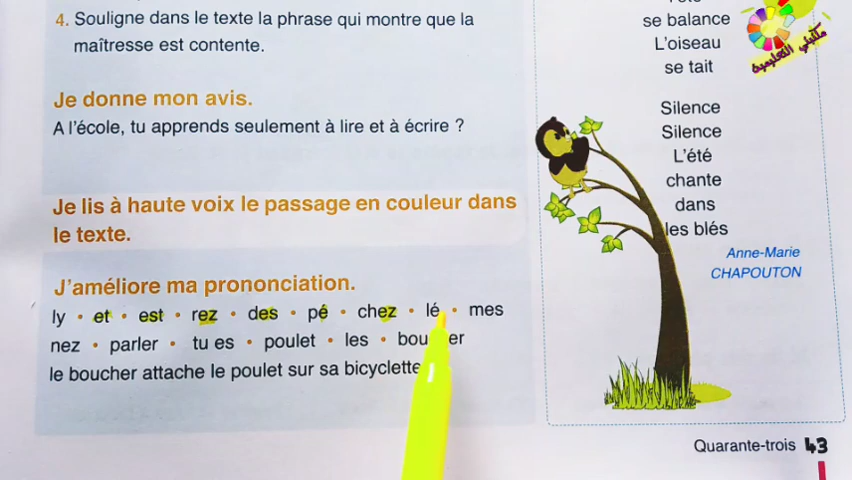 4. Souligne dans le texte la phrase qui montre que la
maîtresse est contente.
Je donne mon avis.
A l'école, tu apprends seulement à lire et à écrire ?
Je lis à haute voix le passage en couleur dans
le texte.
J'améliore ma prononciation.
ly • et • est • rez • des • pé • chez • lé • mes
nez • parler • tu es • poulet • les •
le boucher attache le poulet sur sa bicyclette
se balance
L'oiseau
se tait
Silence
Silence
L'été
chante
dans
les blés
Anne-Marie
CHAPOUTON
Quarante-trois 43
مكتبتي التعليمية